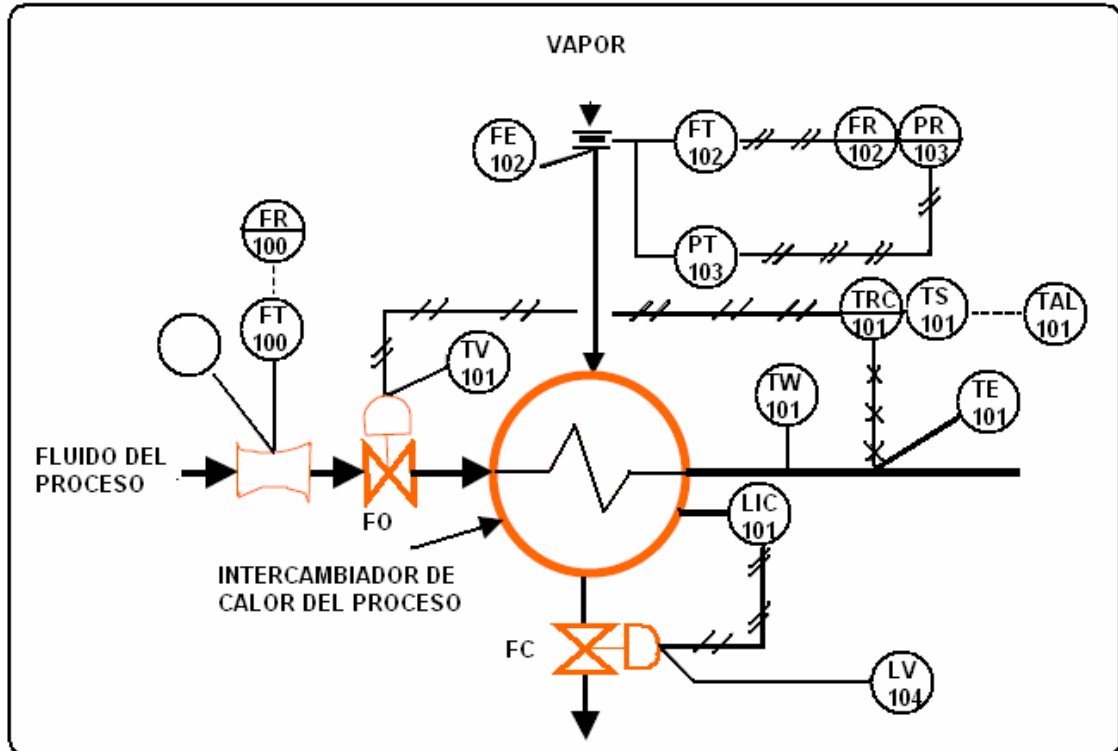 VAPOR
FE
102
FT
102
FR
102
PR
103
FR
100
PT
103
FT
100
TV
101
TRC
101
TS
101
TAL
101
TW
101
TE
101
FLUIDO DEL
PROCESO
FO
LIC
101
INTERCAMBIADOR DE
CALOR DEL PROCESO
FC
LV
104